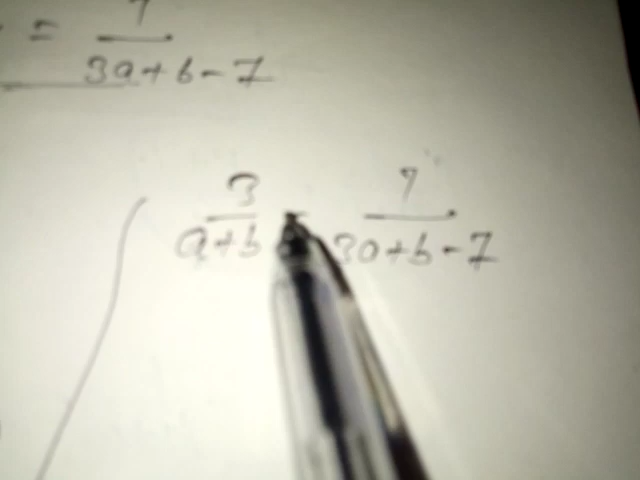 = 7/(3a+b-7)
3/(a+b) = 7/(3a+b-7)